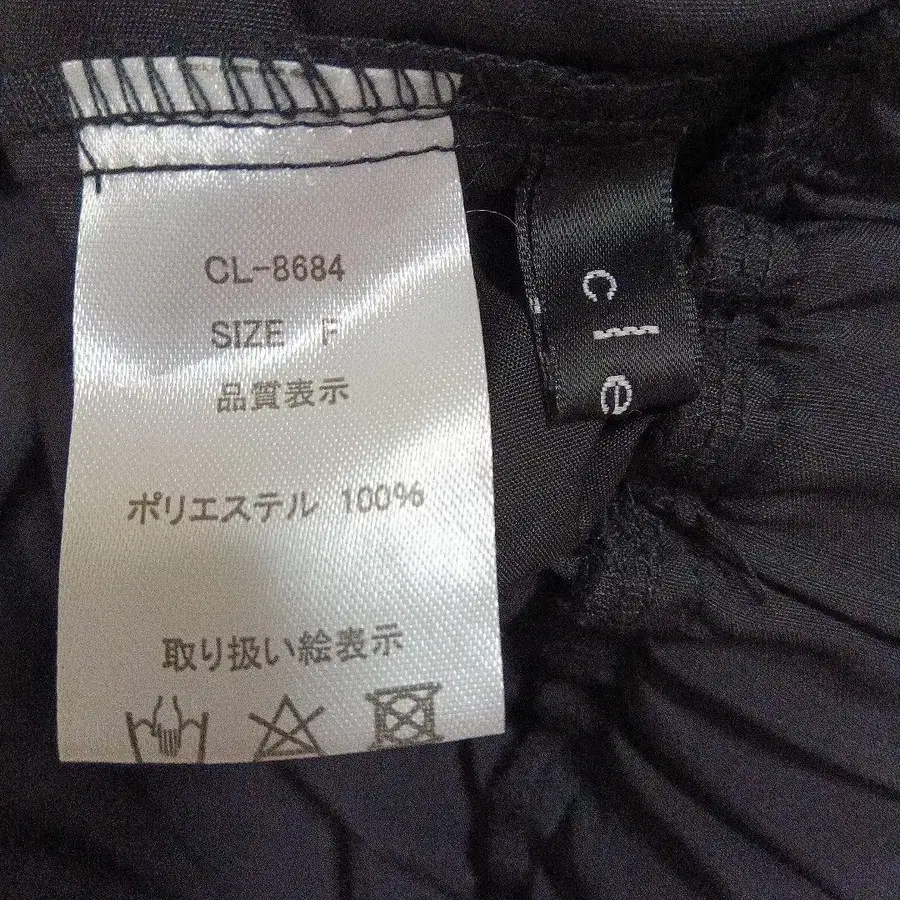 CL-8684
SIZE F
品質表示
ポリエステル 100%
取り扱い絵表示
cle